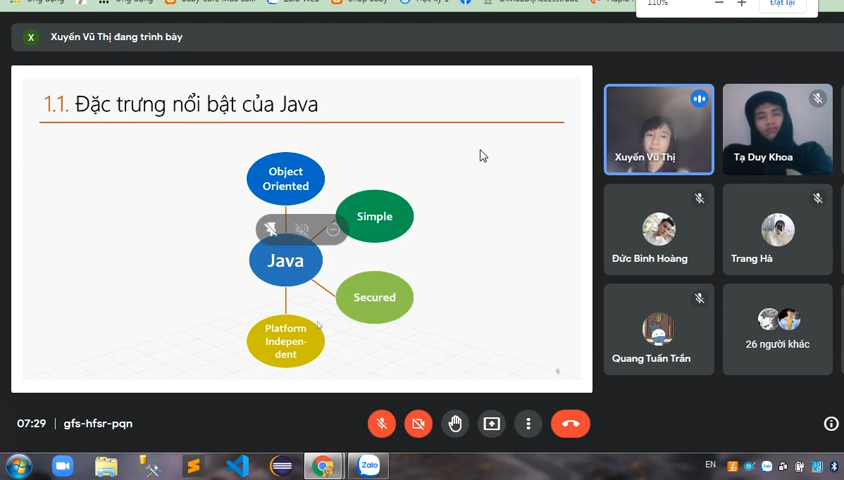 110%
Đặt lại
X
Xuyến Vũ Thị đang trình bày
1.1. Đặc trưng nổi bật của Java
Object
Oriented
Simple
Java
Secured
Platform
Indepen-
dent
6
Xuyến Vũ Thị
Tạ Duy Khoa
Đức Bình Hoàng
Trang Hà
Quang Tuấn Trần
26 người khác
07:29 | gfs-hfsr-pqn
Zalo
EN